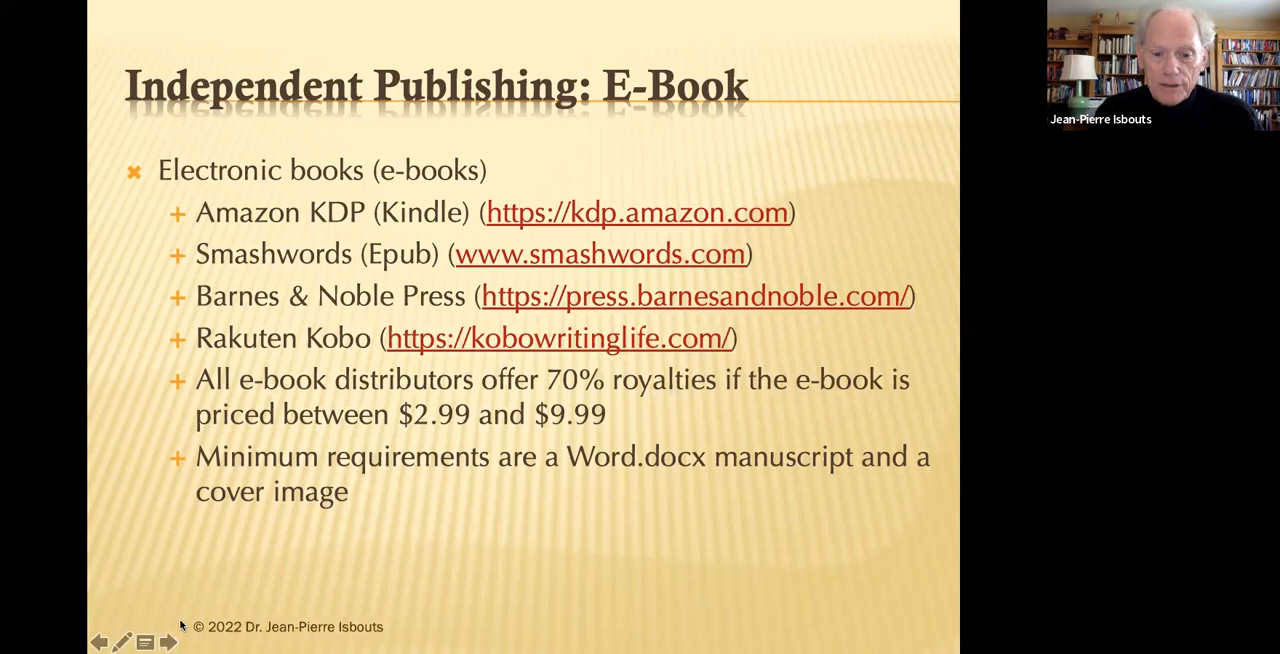 Independent Publishing: E-Book
Electronic books (e-books)
Amazon KDP (Kindle) (https://kdp.amazon.com)
Smashwords (Epub) (www.smashwords.com)
Barnes & Noble Press (https://press.barnesandnoble.com/)
Rakuten Kobo (https://kobowritinglife.com/)
All e-book distributors offer 70% royalties if the e-book is
priced between $2.99 and $9.99
Minimum requirements are a Word.docx manuscript and a
cover image
© 2022 Dr. Jean-Pierre Isbouts
Jean-Pierre Isbouts